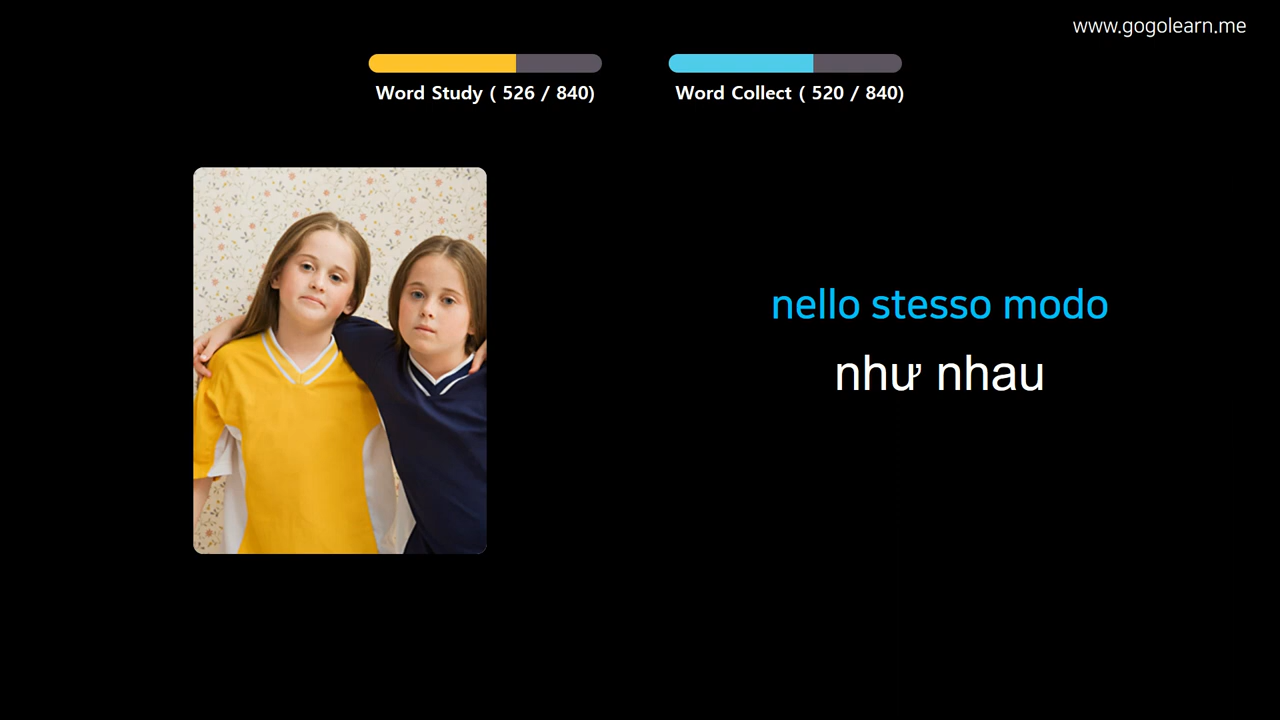 www.gogolearn.me
Word Study ( 526 / 840)
Word Collect ( 520 / 840)
nello stesso modo
như nhau